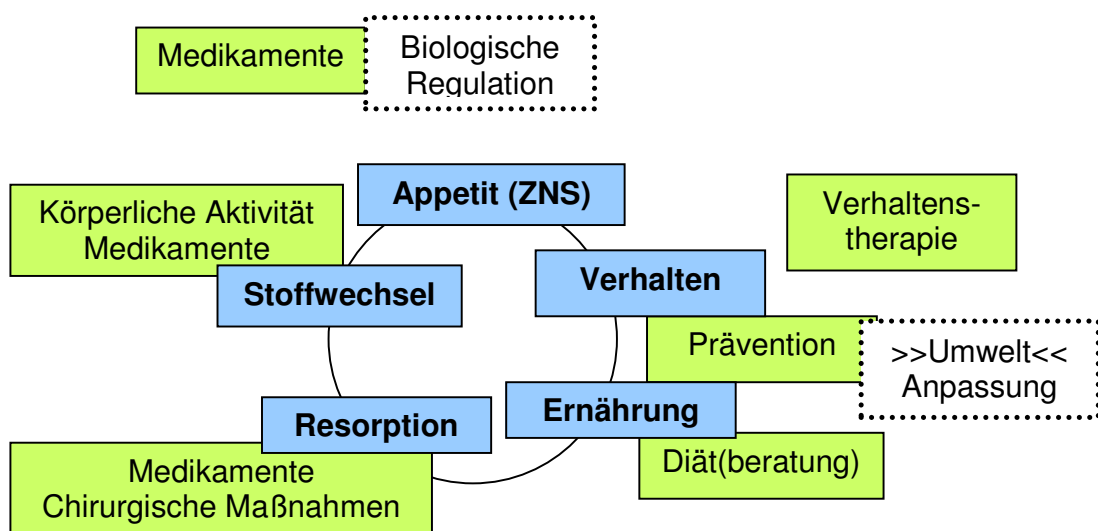 Medikamente
Biologische
Regulation
Appetit (ZNS)
Körperliche Aktivität
Medikamente
Verhaltens-
therapie
Stoffwechsel
Verhalten
Prävention
>>Umwelt<<
Anpassung
Resorption
Ernährung
Medikamente
Chirurgische Maßnahmen
Diät(beratung)